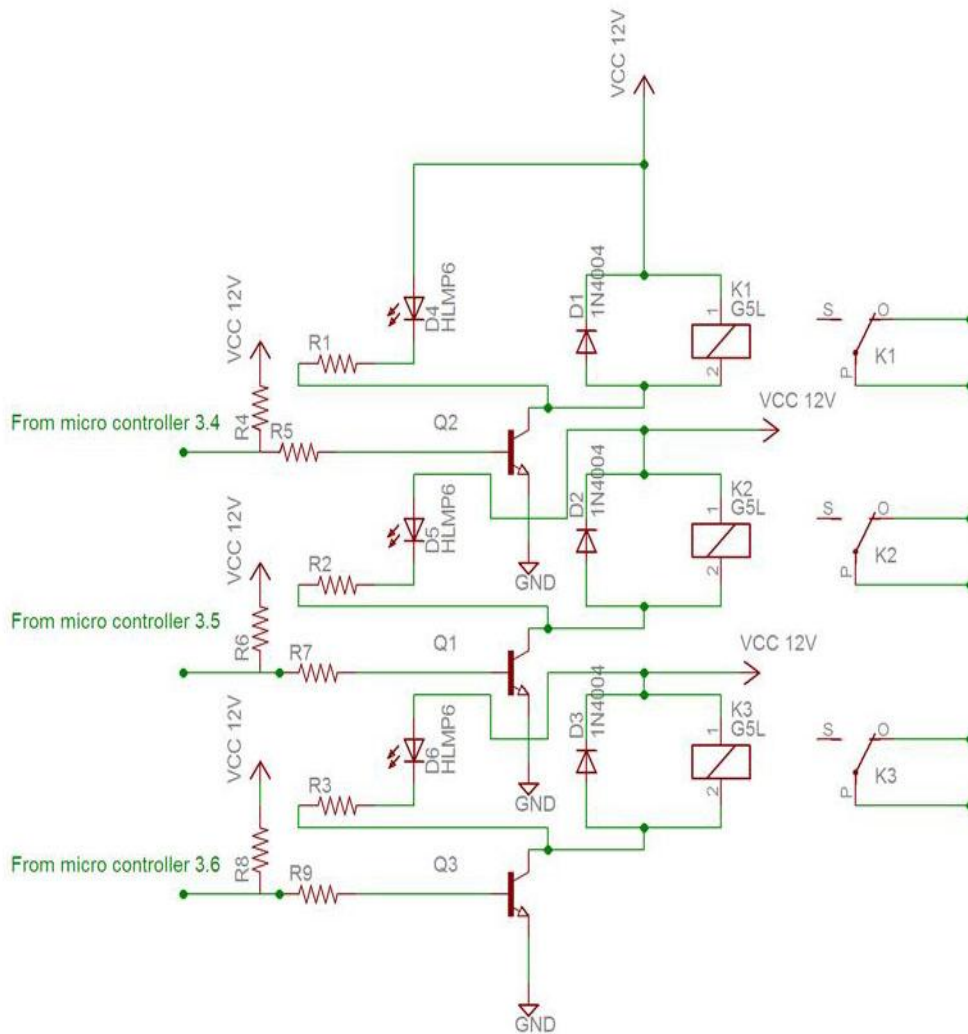 VCC 12V
D1
1N4004
K1
G5L
1
2
D4
HLMP6
VCC 12V
R1
S
O
K1
P
R4
R5
From micro controller 3.4
Q2
VCC 12V
D2
1N4004
K2
G5L
1
2
D5
HLMP6
GND
VCC 12V
R2
S
O
K2
P
R6
R7
From micro controller 3.5
Q1
VCC 12V
D3
1N4004
K3
G5L
1
2
D6
HLMP6
GND
VCC 12V
R3
S
O
K3
P
R8
R9
From micro controller 3.6
Q3
GND